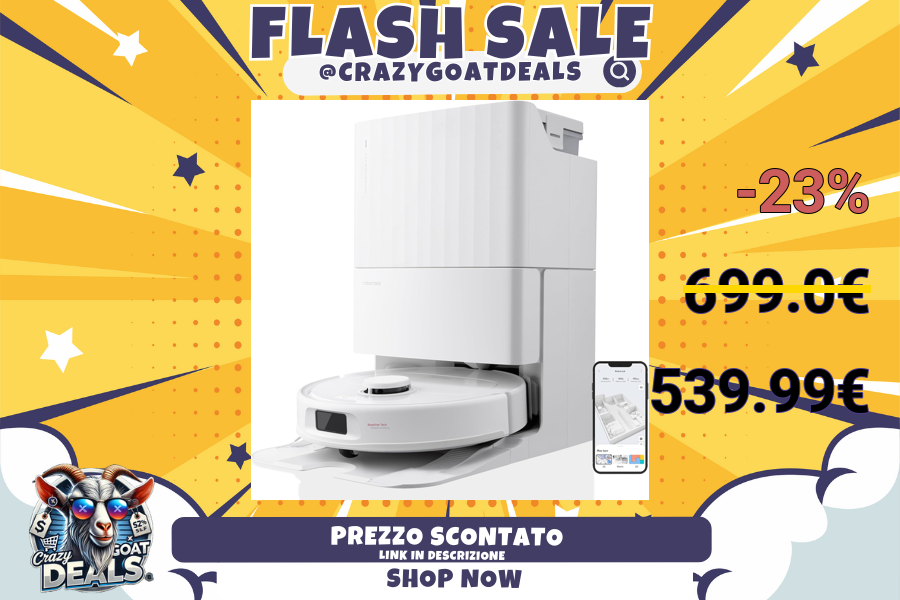 FLASH SALE
@CRAZYGOATDEALS
-23%
699.0€
539.99€
$
GOAT
Crazy
DEALS
PREZZO SCONTATO
LINK IN DESCRIZIONE
SHOP NOW